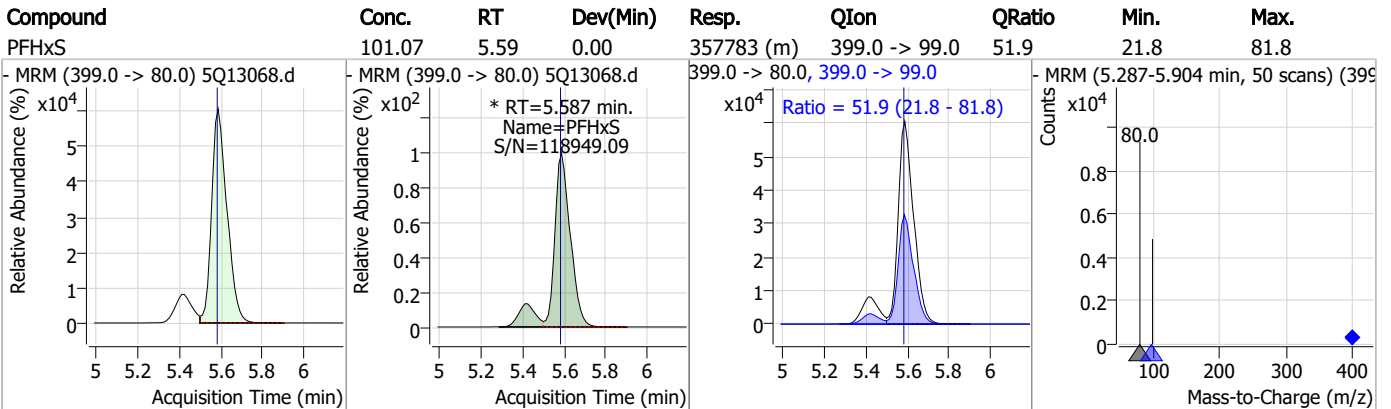 Compound Conc. RT Dev(Min) Resp. QIon QRatio Min. Max.
PFHxS 101.07 5.59 0.00 357783 (m) 399.0 -> 99.0 51.9 21.8 81.8
- MRM (399.0 -> 80.0) 5Q13068.d
x10⁴
5
4
3
2
1
0
Relative Abundance (%)
5 5.2 5.4 5.6 5.8 6
Acquisition Time (min)
- MRM (399.0 -> 80.0) 5Q13068.d
x10²
* RT=5.587 min.
Name=PFHxS
S/N=118949.09
1
0.8
0.6
0.4
0.2
0
Relative Abundance (%)
5 5.2 5.4 5.6 5.8 6
Acquisition Time (min)
399.0 -> 80.0, 399.0 -> 99.0
x10⁴
Ratio = 51.9 (21.8 - 81.8)
5
4
3
2
1
0
5 5.2 5.4 5.6 5.8 6
Acquisition Time (min)
- MRM (5.287-5.904 min, 50 scans) (399
x10⁴
Counts
80.0
0.8
0.6
0.4
0.2
0
100 200 300 400
Mass-to-Charge (m/z)